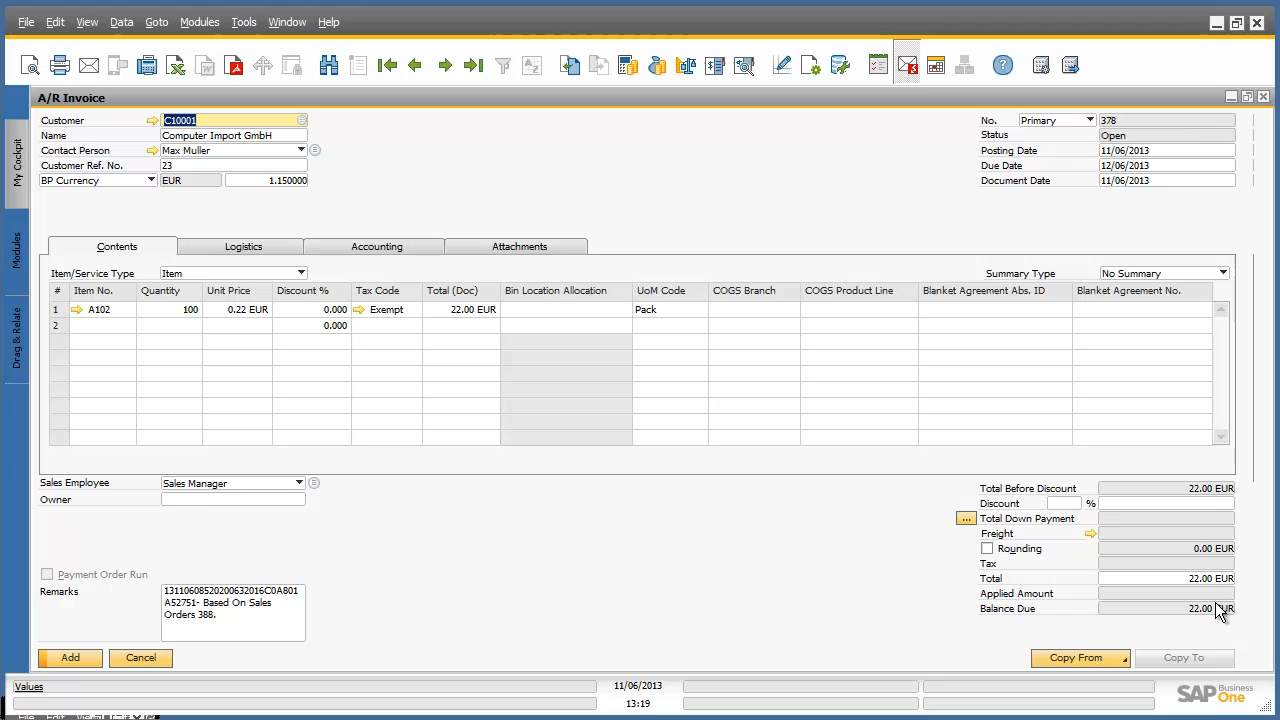 File Edit View Data Goto Modules Tools Window Help
A/R Invoice
My Cockpit
Modules
Drag & Relate
Customer C10001
Name Computer Import GmbH
Contact Person Max Muller
Customer Ref. No. 23
BP Currency EUR 1.150000
No. Primary 378
Status Open
Posting Date 11/06/2013
Due Date 12/06/2013
Document Date 11/06/2013
Contents Logistics Accounting Attachments
Item/Service Type Item Summary Type No Summary
# Item No. Quantity Unit Price Discount % Tax Code Total (Doc) Bin Location Allocation UoM Code COGS Branch COGS Product Line Blanket Agreement Abs. ID Blanket Agreement No.
1 A102 100 0.22 EUR 0.000 Exempt 22.00 EUR Pack
2 0.000
Sales Employee Sales Manager
Owner
Total Before Discount 22.00 EUR
Discount %
... Total Down Payment
Freight
Rounding 0.00 EUR
Tax
Total 22.00 EUR
Applied Amount
Balance Due 22.00 EUR
Payment Order Run
Remarks
13110608520200632016C0A801
A52751- Based On Sales
Orders 388.
Add Cancel Copy From Copy To
Values 11/06/2013
13:19
SAP Business One
File Edit